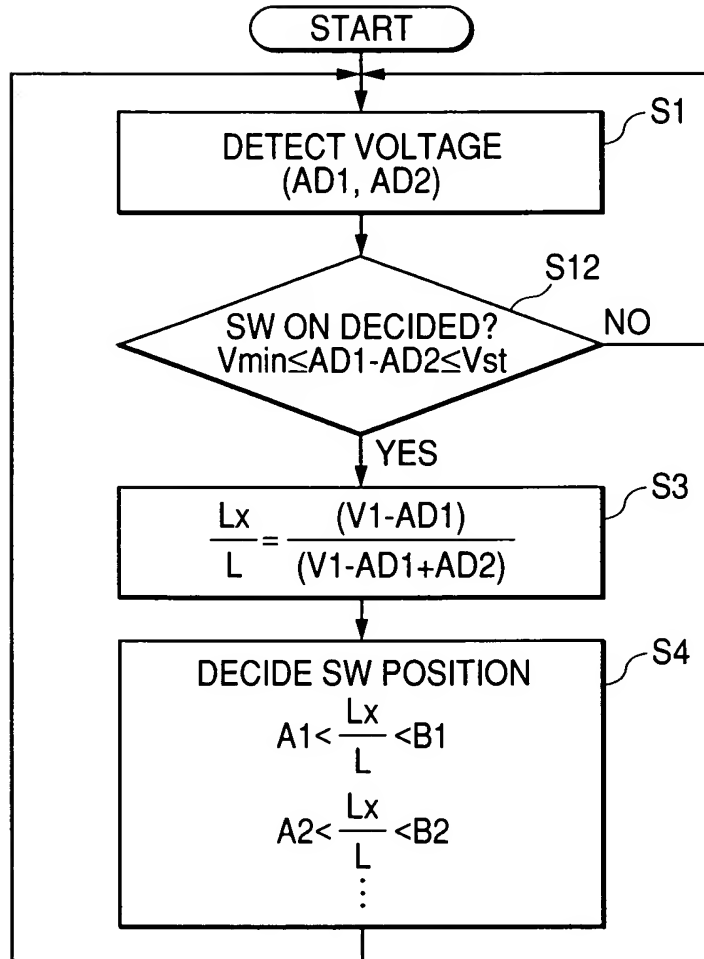 START
S1
DETECT VOLTAGE
(AD1, AD2)
S12
SW ON DECIDED?
Vmin≤AD1-AD2≤Vst
NO
YES
S3
Lx/L = (V1-AD1)/(V1-AD1+AD2)
S4
DECIDE SW POSITION
A1< Lx/L <B1
A2< Lx/L <B2
⋮